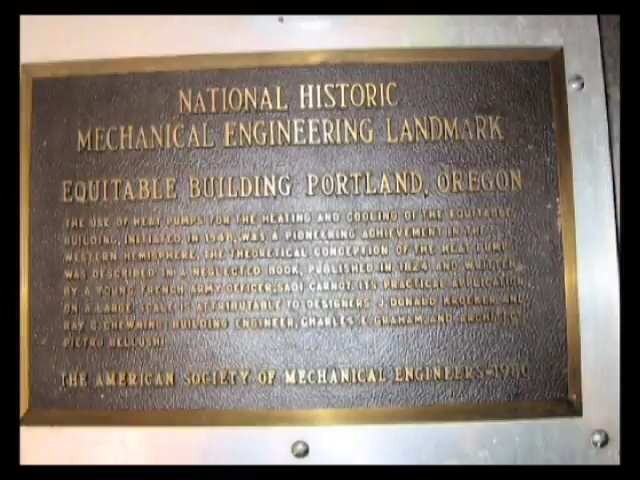 NATIONAL HISTORIC
MECHANICAL ENGINEERING LANDMARK
EQUITABLE BUILDING PORTLAND, OREGON
THE USE OF HEAT PUMPS FOR THE HEATING AND COOLING OF THE EQUITABLE
BUILDING, INITIATED IN 1948, WAS A PIONEERING ACHIEVEMENT IN THE
WESTERN HEMISPHERE. THE THEORETICAL CONCEPTION OF THE HEAT PUMP
WAS DESCRIBED IN A NEGLECTED BOOK, PUBLISHED IN 1824 AND WRITTEN
BY A YOUNG FRENCH ARMY OFFICER, SADI CARNOT. ITS PRACTICAL APPLICATION
ON A LARGE SCALE IS ATTRIBUTABLE TO DESIGNERS J. DONALD KROEKER AND
RAY C. CHEWNING, BUILDING ENGINEER, CHARLES E. GRAHAM, AND ARCHITECT
PIETRO BELLUSHI
THE AMERICAN SOCIETY OF MECHANICAL ENGINEERS-1980